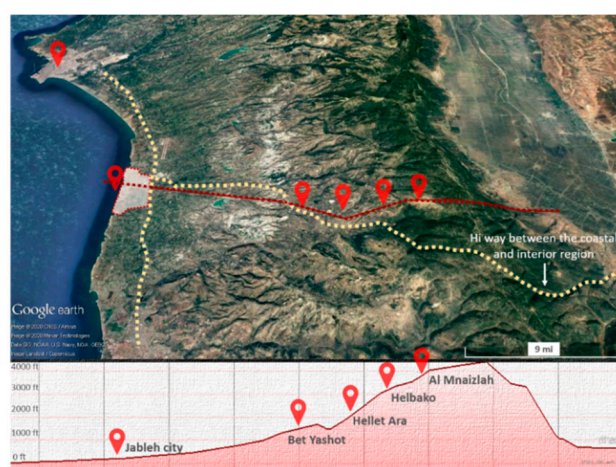 Hi way between the coastal
and interior region
Google earth
9 mi
4000 ft
3000 ft
2000 ft
1000 ft
0 ft
Al Mnaizlah
Helbako
Hellet Ara
Bet Yashot
Jableh city